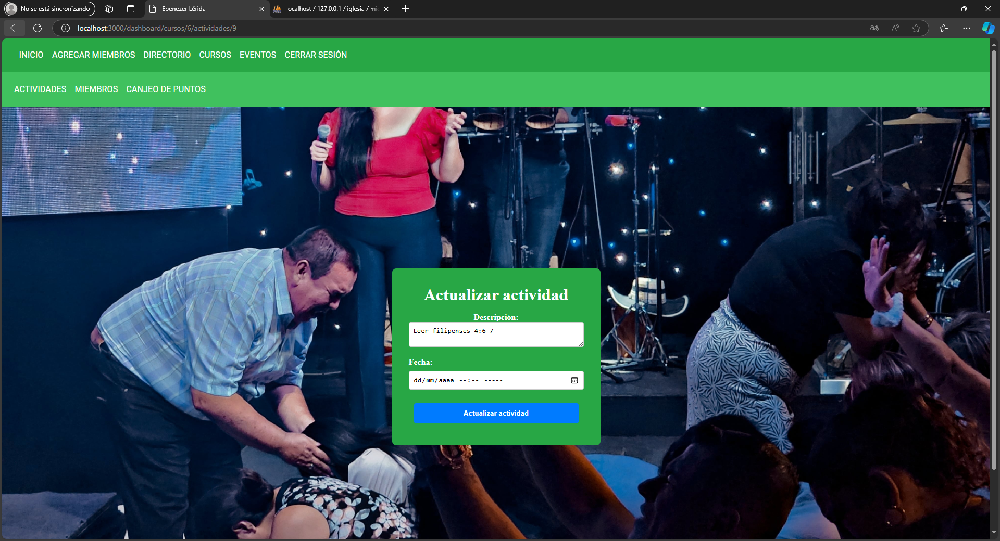 No se está sincronizando
Ebenezer Lérida
localhost / 127.0.0.1 / iglesia / mi
localhost:3000/dashboard/cursos/6/actividades/9
INICIO AGREGAR MIEMBROS DIRECTORIO CURSOS EVENTOS CERRAR SESIÓN
ACTIVIDADES MIEMBROS CANJEO DE PUNTOS
Actualizar actividad
Descripción:
Leer filipenses 4:6-7
Fecha:
dd/mm/aaaa --:-- -----
Actualizar actividad